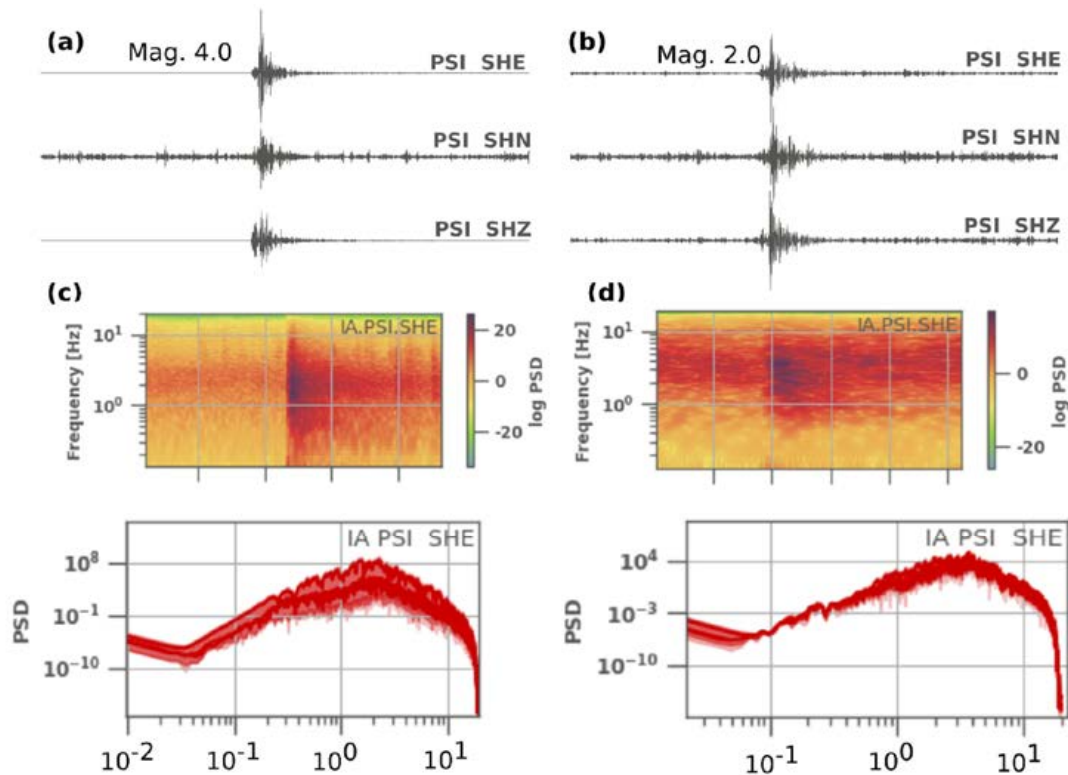 (a)
Mag. 4.0
PSI SHE
PSI SHN
PSI SHZ
(b)
Mag. 2.0
PSI SHE
PSI SHN
PSI SHZ
(c)
IA.PSI.SHE
Frequency [Hz]
10¹
10⁰
20
0
-20
log PSD
(d)
IA.PSI.SHE
Frequency [Hz]
10¹
10⁰
0
-20
log PSD
IA PSI SHE
PSD
10⁸
10⁻¹
10⁻¹⁰
10⁻²
10⁻¹
10⁰
10¹
IA PSI SHE
PSD
10⁴
10⁻³
10⁻¹⁰
10⁻¹
10⁰
10¹